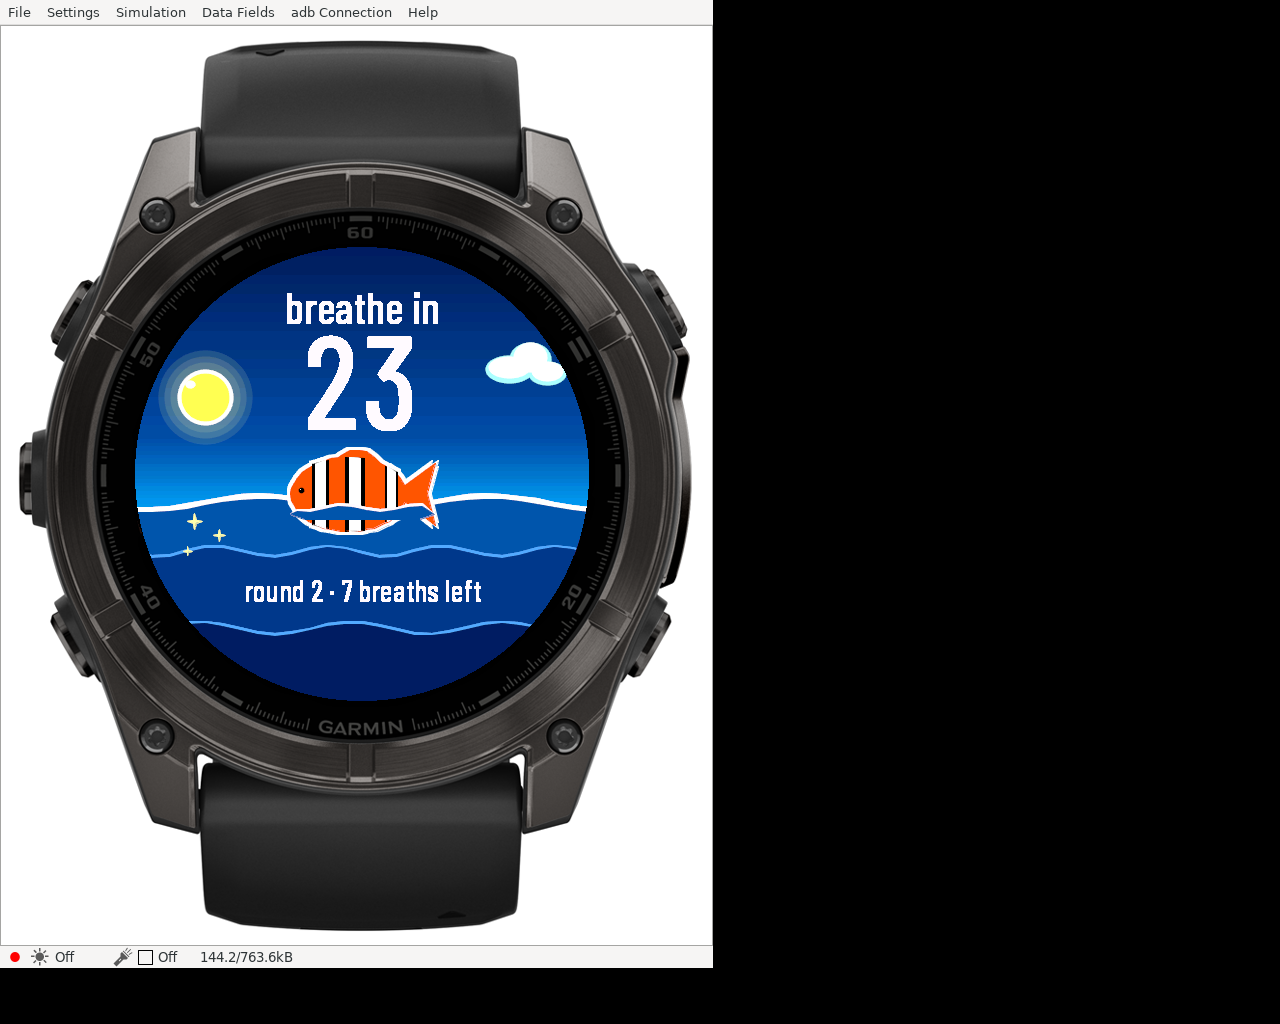 File Settings Simulation Data Fields adb Connection Help
60
50
breathe in
23
round 2 · 7 breaths left
40
20
GARMIN
Off Off 144.2/763.6kB